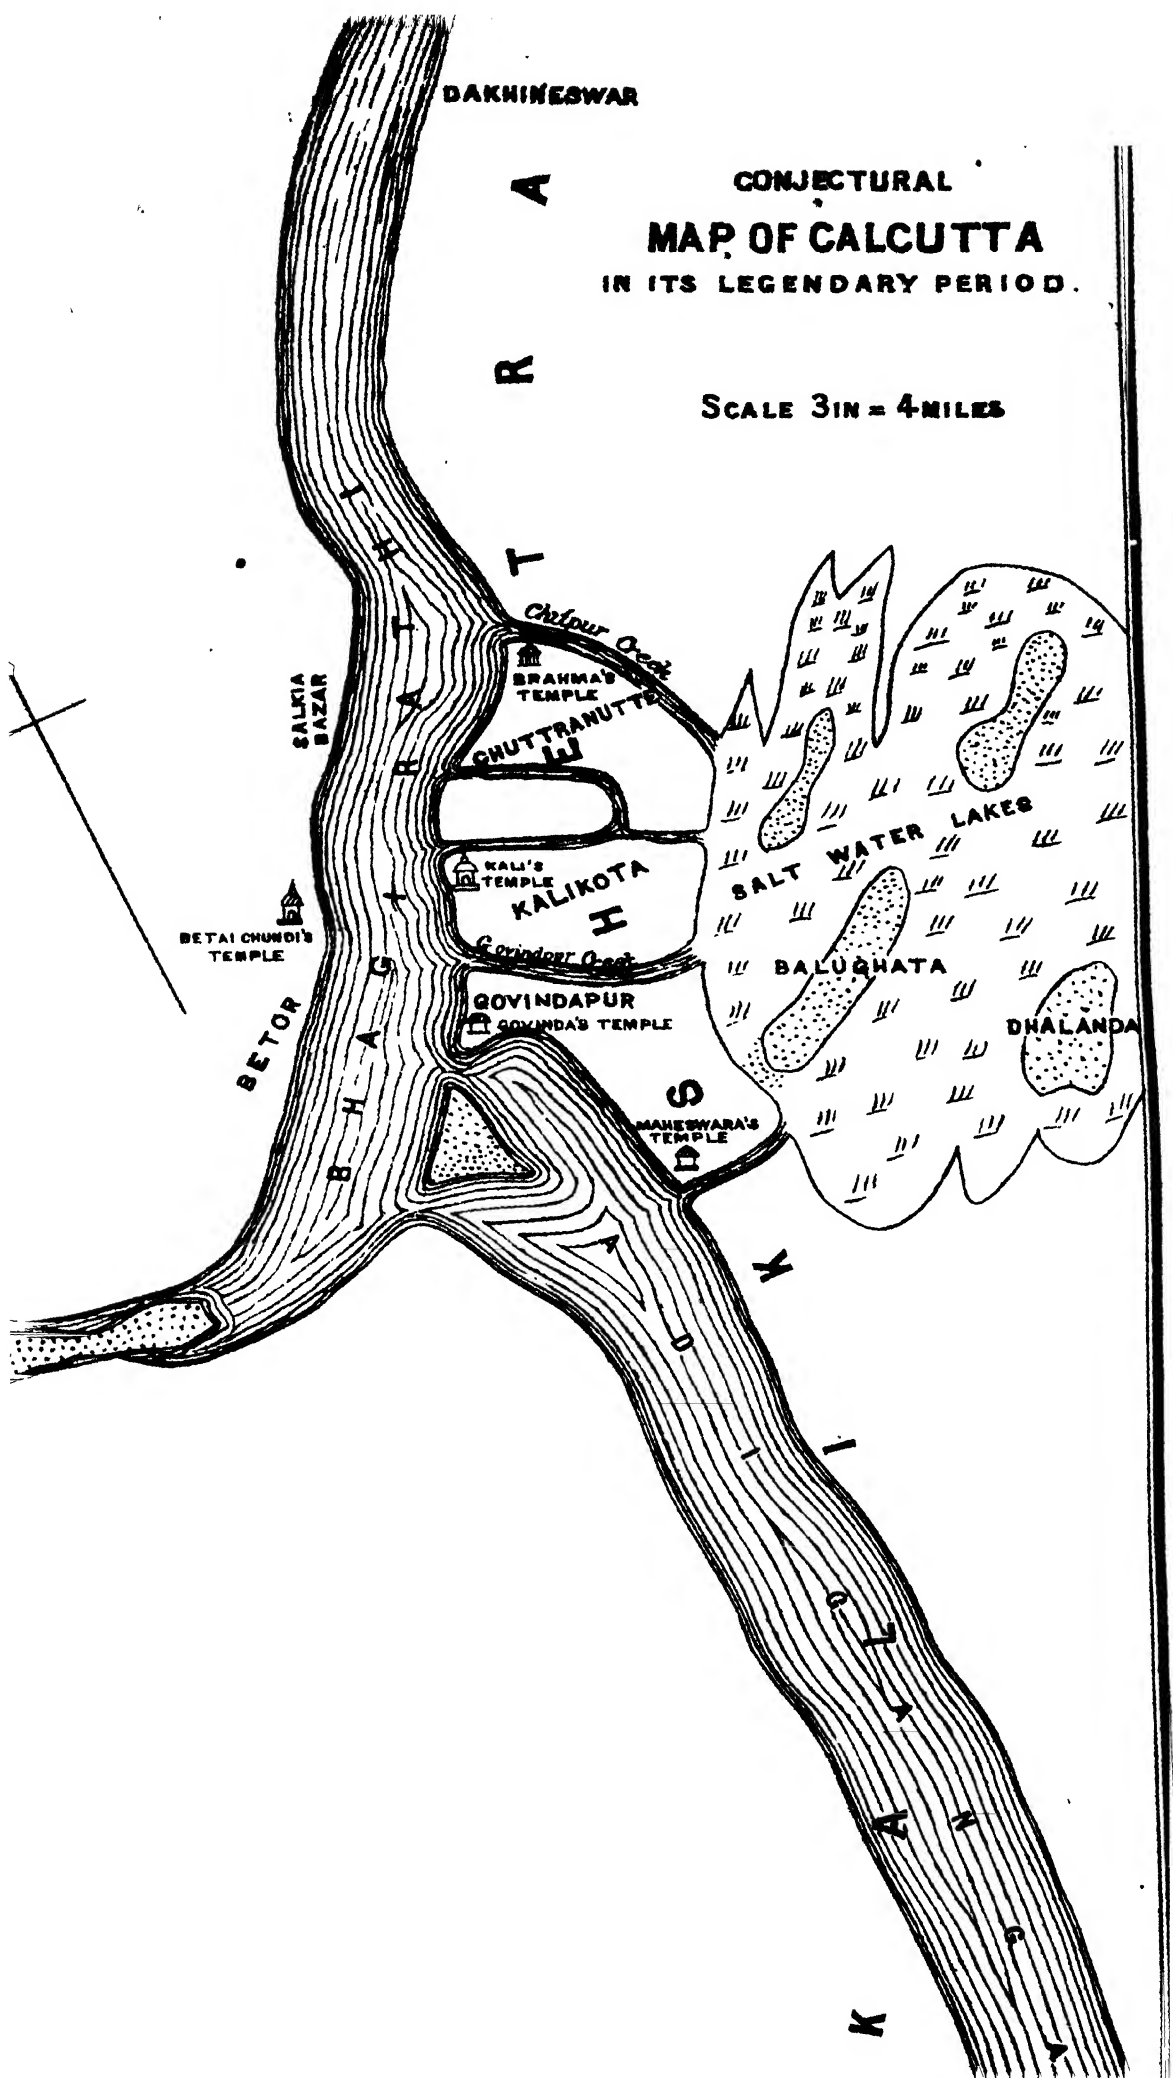 DAKHINESWAR
CONJECTURAL
MAP OF CALCUTTA
IN ITS LEGENDARY PERIOD.
SCALE 3IN = 4 MILES
Chitpur Creek
BRAHMA'S
TEMPLE
CHUTTRANUTTE
SALKIA
BAZAR
SALT WATER LAKES
KALI'S
TEMPLE
KALIKOTA
BETAI CHUNDI'S
TEMPLE
Govindpur Creek
BALUGHATA
GOVINDAPUR
GOVINDA'S TEMPLE
DHALANDA
BETOR
MAHESWARA'S
TEMPLE
BHAGIRATHI
ADI GANGA
KALIKSHETRA